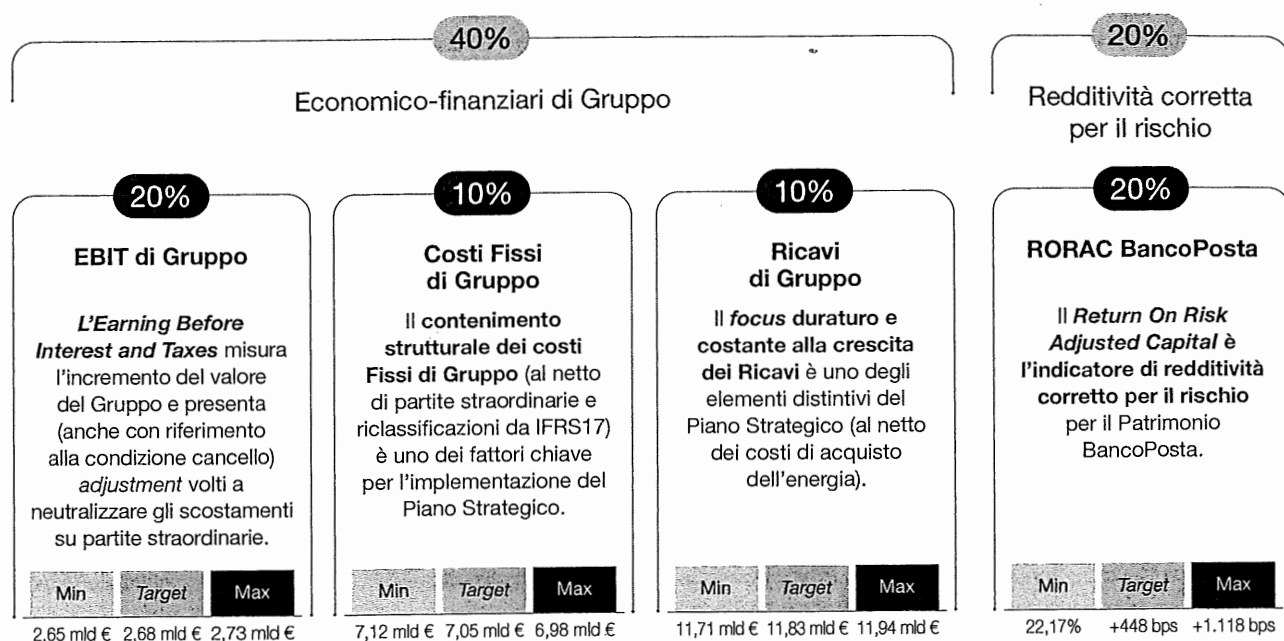 40%
Economico-finanziari di Gruppo
20%
Redditività corretta
per il rischio
20%
EBIT di Gruppo
L'Earning Before
Interest and Taxes misura
l'incremento del valore
del Gruppo e presenta
(anche con riferimento
alla condizione cancello)
adjustment volti a
neutralizzare gli scostamenti
su partite straordinarie.
Min Target Max
2,65 mld € 2,68 mld € 2,73 mld €
10%
Costi Fissi
di Gruppo
Il contenimento
strutturale dei costi
Fissi di Gruppo (al netto
di partite straordinarie e
riclassificazioni da IFRS17)
è uno dei fattori chiave
per l'implementazione del
Piano Strategico.
Min Target Max
7,12 mld € 7,05 mld € 6,98 mld €
10%
Ricavi
di Gruppo
Il focus duraturo e
costante alla crescita
dei Ricavi è uno degli
elementi distintivi del
Piano Strategico (al netto
dei costi di acquisto
dell'energia).
Min Target Max
11,71 mld € 11,83 mld € 11,94 mld €
20%
RORAC BancoPosta
Il Return On Risk
Adjusted Capital è
l'indicatore di redditività
corretto per il rischio
per il Patrimonio
BancoPosta.
Min Target Max
22,17% +448 bps +1.118 bps